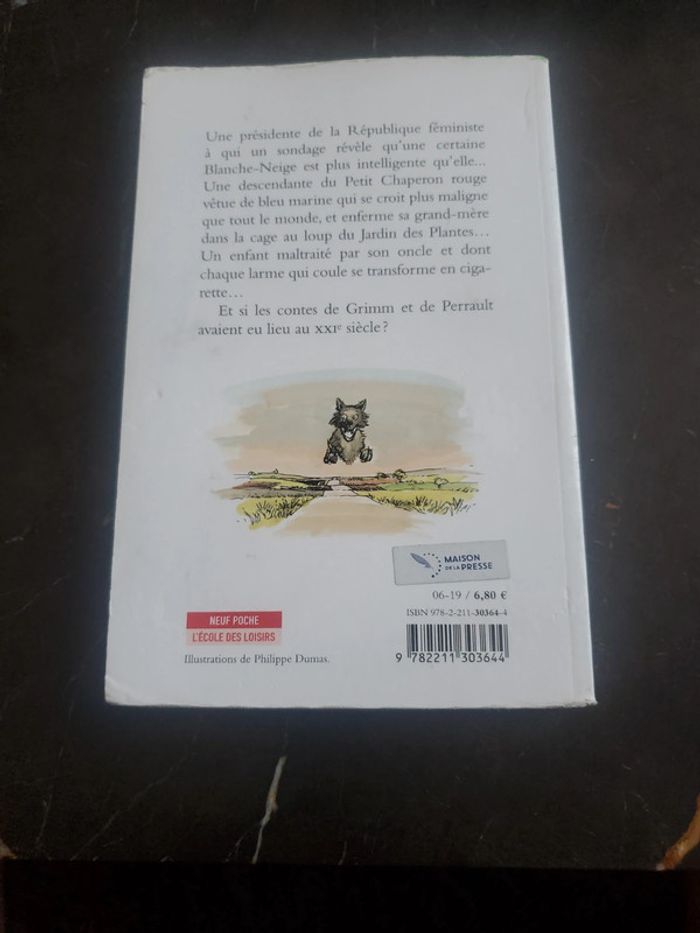 Une présidente de la République féministe
à qui un sondage révèle qu'une certaine
Blanche-Neige est plus intelligente qu'elle...
Une descendante du Petit Chaperon rouge
vêtue de bleu marine qui se croit plus maligne
que tout le monde, et enferme sa grand-mère
dans la cage au loup du Jardin des Plantes...
Un enfant maltraité par son oncle et dont
chaque larme qui coule se transforme en ciga-
rette...
Et si les contes de Grimm et de Perrault
avaient eu lieu au XXIe siècle ?
MAISON
DE LA PRESSE
06-19 / 6,80 €
ISBN 978-2-211-30364-4
NEUF POCHE
L'ÉCOLE DES LOISIRS
Illustrations de Philippe Dumas.
9 782211 303644